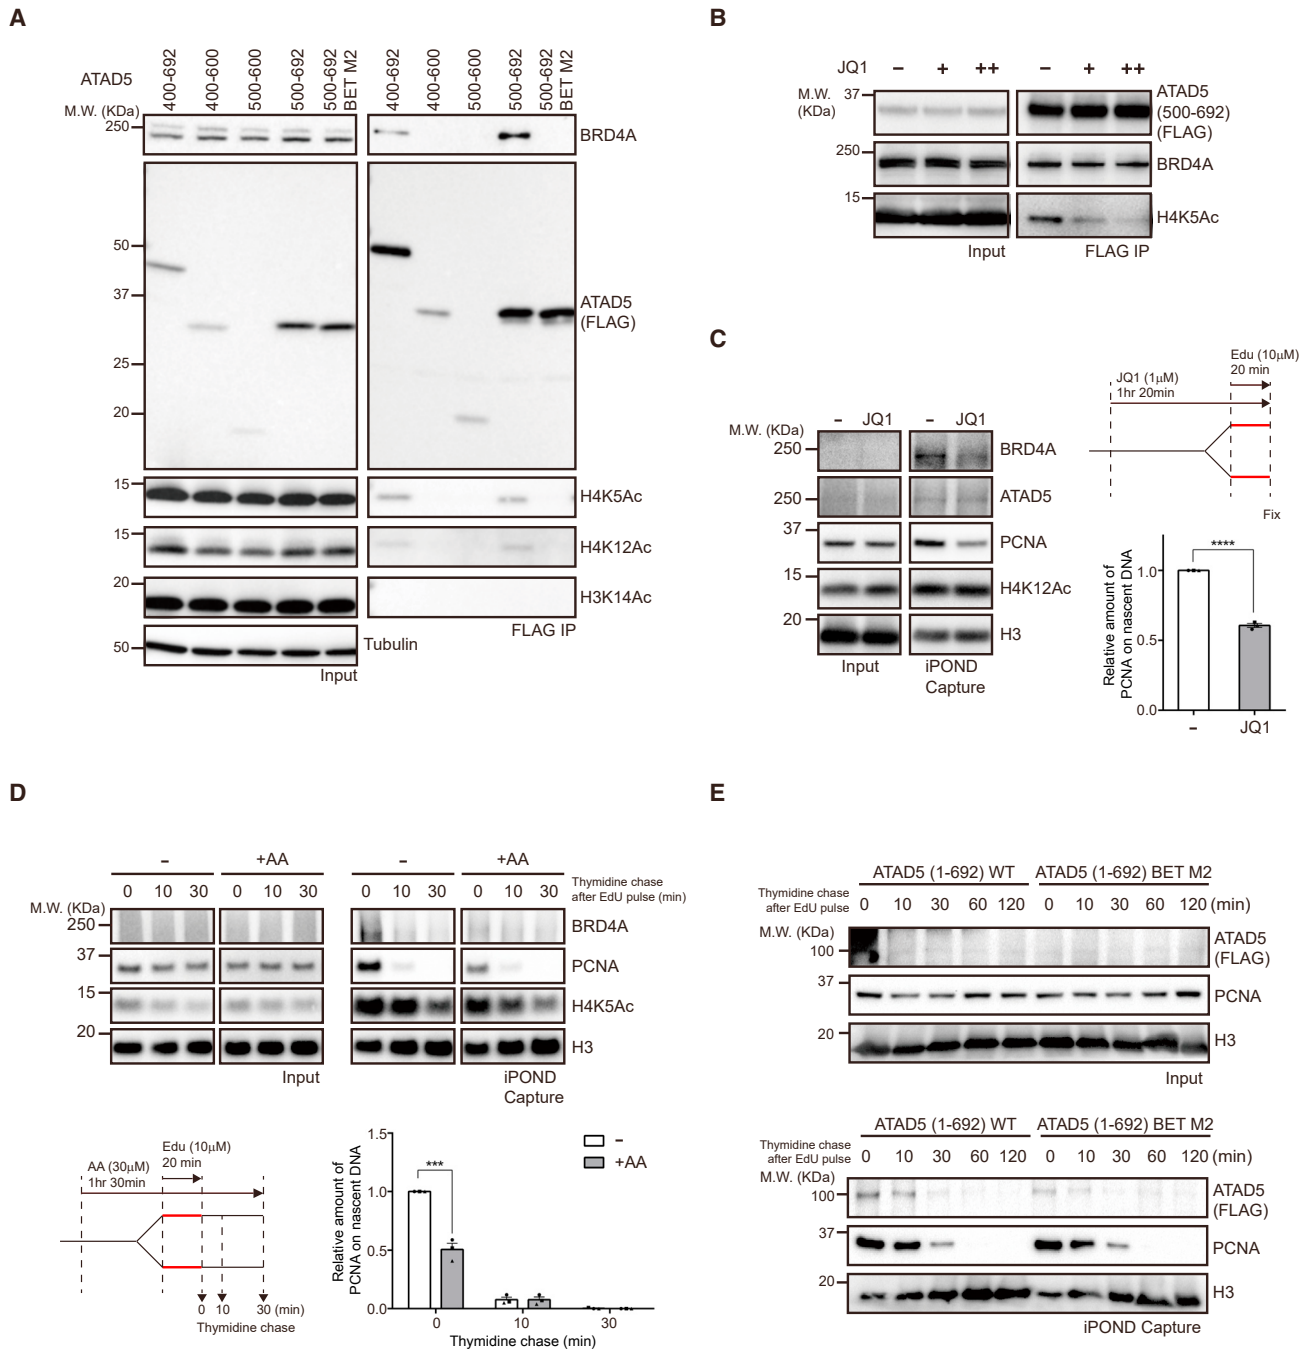 A
ATAD5
400-692
400-600
500-600
500-692
500-692
BET M2
400-692
400-600
500-600
500-692
500-692
BET M2
M.W. (KDa)
250
BRD4A
50
37
25
20
ATAD5
(FLAG)
15
H4K5Ac
15
H4K12Ac
20
H3K14Ac
FLAG IP
50
Tubulin
Input
B
JQ1 – + ++ – + ++
M.W.
(KDa)
37
ATAD5
(500-692)
(FLAG)
250
BRD4A
15
H4K5Ac
Input
FLAG IP
C
– JQ1 – JQ1
M.W. (KDa)
250
BRD4A
250
ATAD5
37
PCNA
15
H4K12Ac
20
H3
Input
iPOND
Capture
Edu (10μM)
20 min
JQ1 (1μM)
1hr 20min
Fix
Relative amount of
PCNA on nascent DNA
****
1.0
0.5
0.0
– JQ1
D
– +AA – +AA
0 10 30 0 10 30 0 10 30 0 10 30
Thymidine chase
after EdU pulse (min)
M.W. (KDa)
250
BRD4A
37
PCNA
15
H4K5Ac
20
H3
Input
iPOND
Capture
Edu (10μM)
20 min
AA (30μM)
1hr 30min
0 10 30 (min)
Thymidine chase
Relative amount of
PCNA on nascent DNA
1.5
1.0
0.5
0.0
***
–
+AA
0 10 30
Thymidine chase (min)
E
ATAD5 (1-692) WT ATAD5 (1-692) BET M2
Thymidine chase
after EdU pulse
0 10 30 60 120 0 10 30 60 120 (min)
M.W. (KDa)
100
ATAD5
(FLAG)
37
PCNA
20
H3
Input
ATAD5 (1-692) WT ATAD5 (1-692) BET M2
Thymidine chase
after EdU pulse
0 10 30 60 120 0 10 30 60 120 (min)
M.W. (KDa)
100
ATAD5
(FLAG)
37
PCNA
20
H3
iPOND Capture